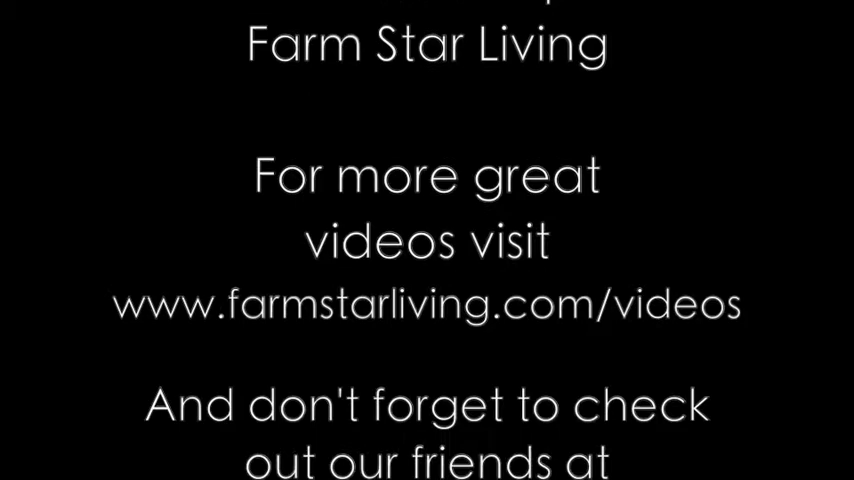 Farm Star Living
For more great
videos visit
www.farmstarliving.com/videos
And don't forget to check
out our friends at